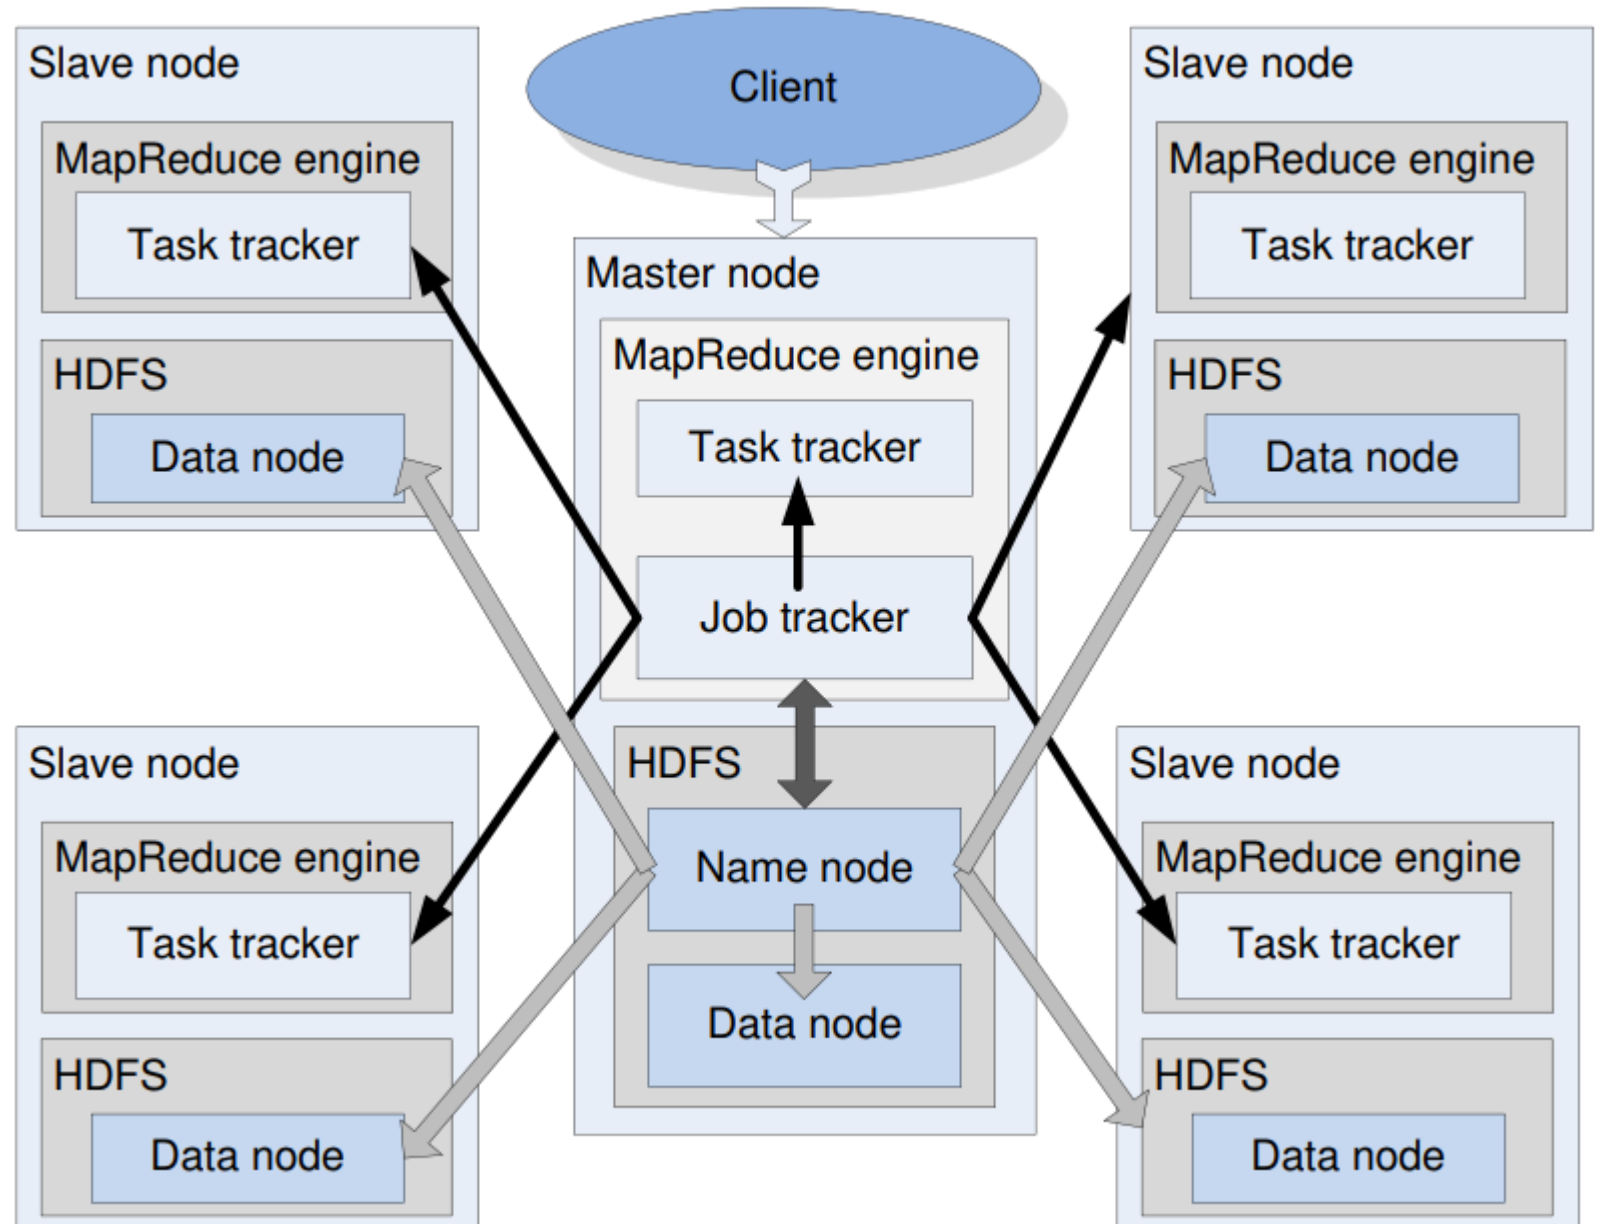 Client
Slave node
MapReduce engine
Task tracker
HDFS
Data node
Master node
MapReduce engine
Task tracker
Job tracker
HDFS
Name node
Data node
Slave node
MapReduce engine
Task tracker
HDFS
Data node
Slave node
MapReduce engine
Task tracker
HDFS
Data node
Slave node
MapReduce engine
Task tracker
HDFS
Data node